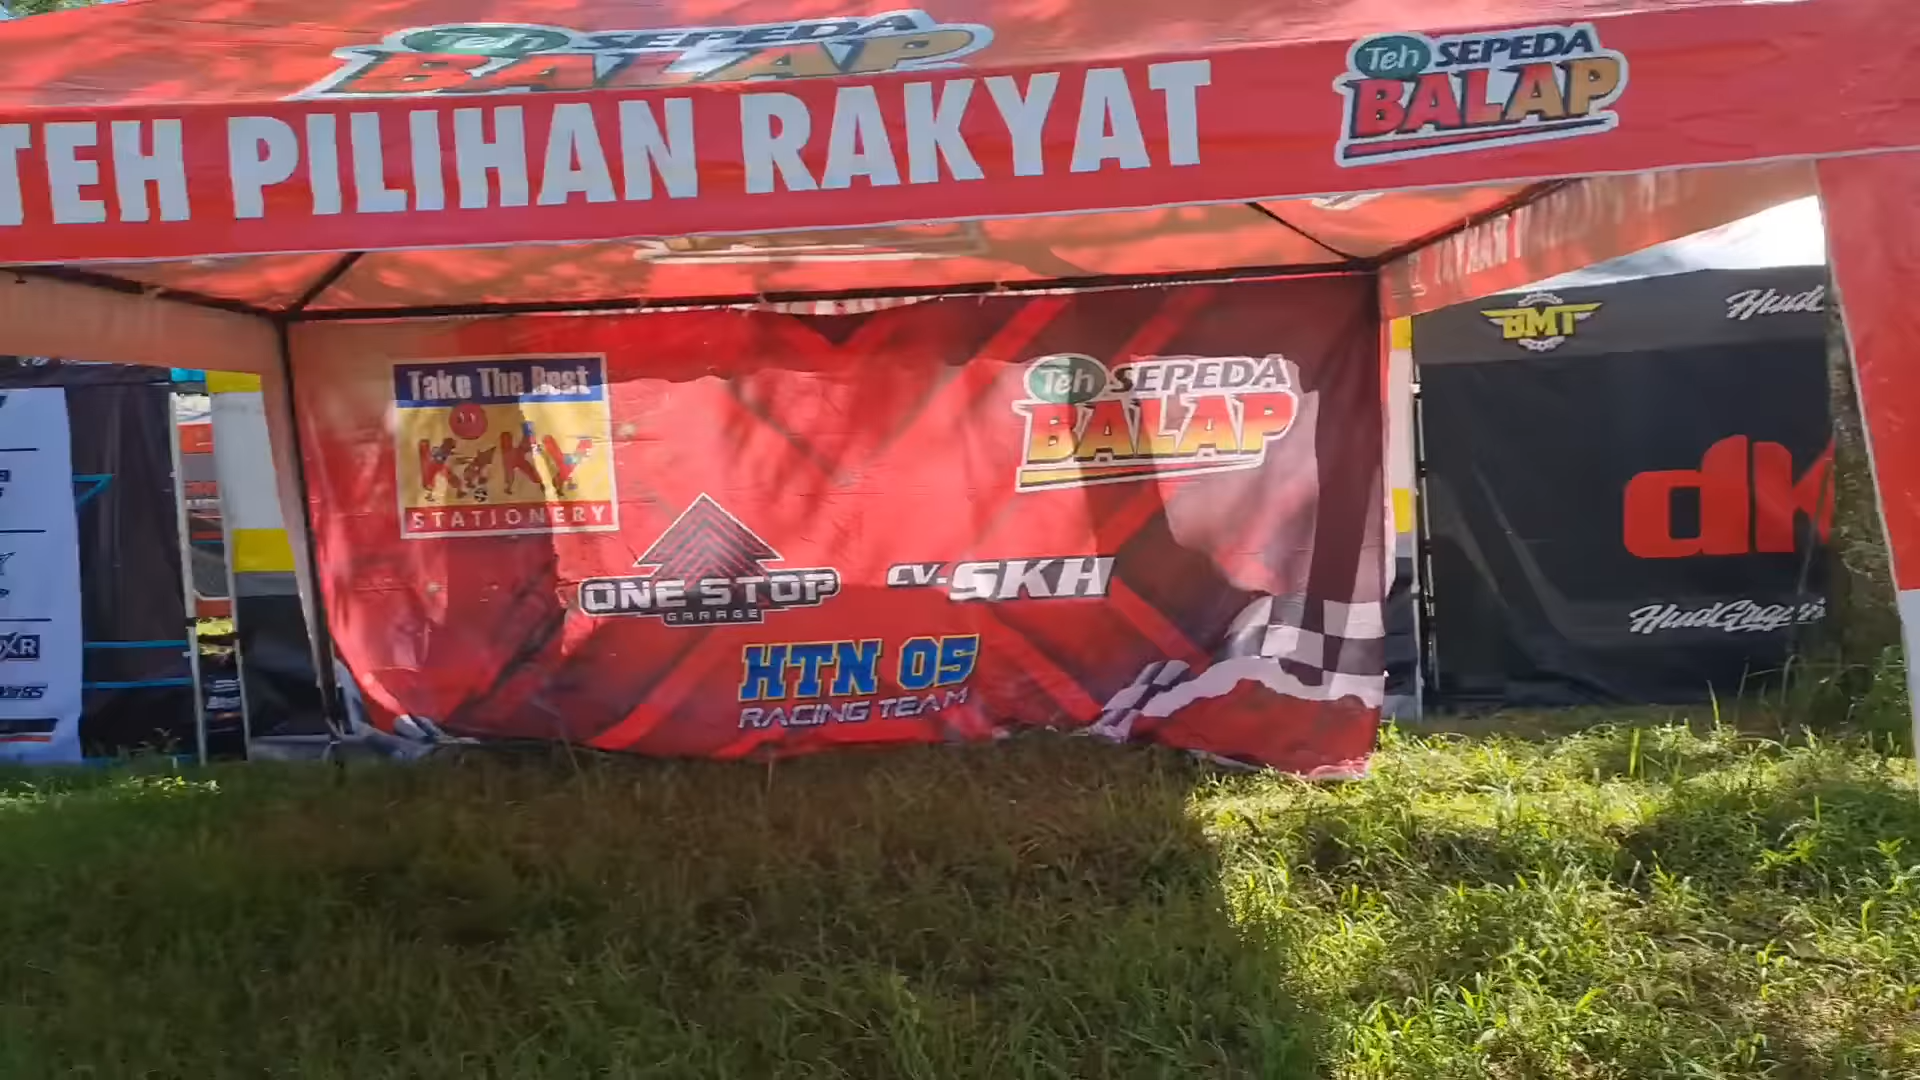 Teh SEPEDA
BALAP
TEH PILIHAN RAKYAT
Teh SEPEDA
BALAP
Take The Best
KiKY
STATIONERY
Teh SEPEDA
BALAP
ONE STOP
GARAGE
CV. SKH
HTN 05
RACING TEAM
BMT